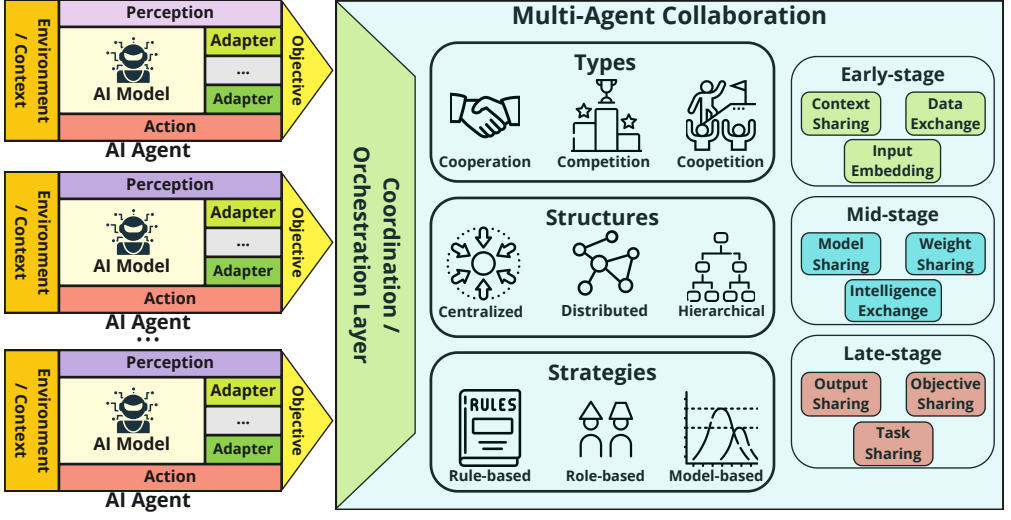 Environment
/ Context
Perception
AI Model
Adapter
...
Adapter
Action
Objective
AI Agent
Environment
/ Context
Perception
AI Model
Adapter
...
Adapter
Action
Objective
AI Agent
...
Environment
/ Context
Perception
AI Model
Adapter
...
Adapter
Action
Objective
AI Agent
Coordination /
Orchestration Layer
Multi-Agent Collaboration
Types
Cooperation
Competition
Coopetition
Structures
Centralized
Distributed
Hierarchical
Strategies
RULES
Rule-based
Role-based
Model-based
Early-stage
Context
Sharing
Data
Exchange
Input
Embedding
Mid-stage
Model
Sharing
Weight
Sharing
Intelligence
Exchange
Late-stage
Output
Sharing
Objective
Sharing
Task
Sharing